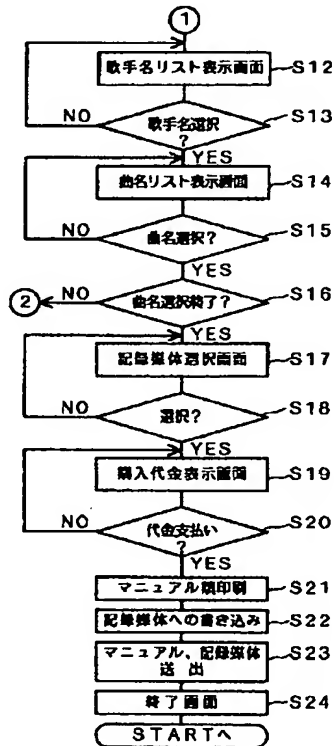 1
歌手名リスト表示画面 S12
歌手名選択 S13
?
NO
YES
曲名リスト表示画面 S14
曲名選択? S15
NO
YES
曲名選択終了? S16
NO
2
YES
記録媒体選択画面 S17
選択? S18
NO
YES
購入代金表示画面 S19
代金支払い S20
?
NO
YES
マニュアル類印刷 S21
記録媒体への書き込み S22
マニュアル、記録媒体 S23
送出
終了画面 S24
STARTへ